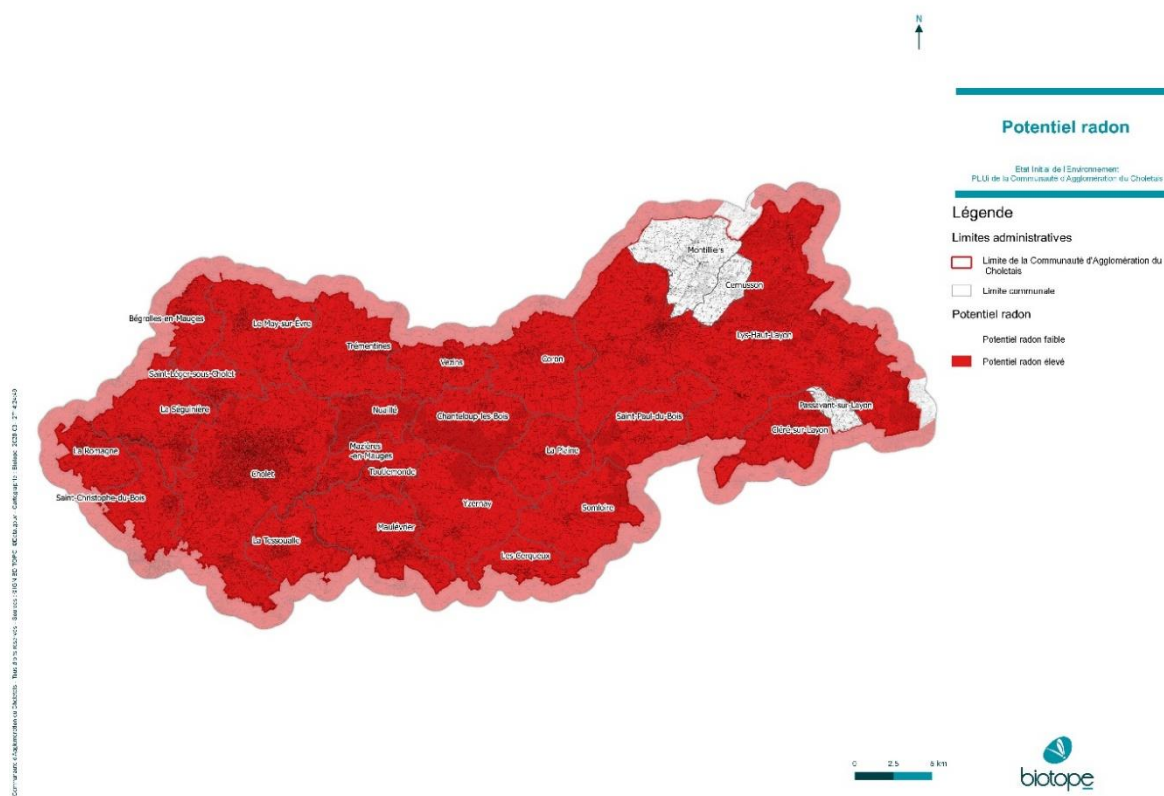 N
Potentiel radon
Etat Initial de l'Environnement
PLUi de la Communauté d'Agglomération du Choletais
Légende
Limites administratives
Limite de la Communauté d'Agglomération du
Choletais
Limite communale
Potentiel radon
Potentiel radon faible
Potentiel radon élevé
Montilliers
Cernusson
Bégrolles-en-Mauges
Le May-sur-Èvre
Trémentines
Vezins
Coron
Lys-Haut-Layon
Saint-Léger-sous-Cholet
La Séguinière
Nuaillé
Chanteloup-les-Bois
Saint-Paul-du-Bois
Passavant-sur-Layon
Cléré-sur-Layon
La Romagne
Mazières
-en-Mauges
La Plaine
Cholet
Toutlemonde
Saint-Christophe-du-Bois
Yzernay
Somloire
Maulévrier
La Tessoualle
Les Cerqueux
0 2.5 5 km
biotope